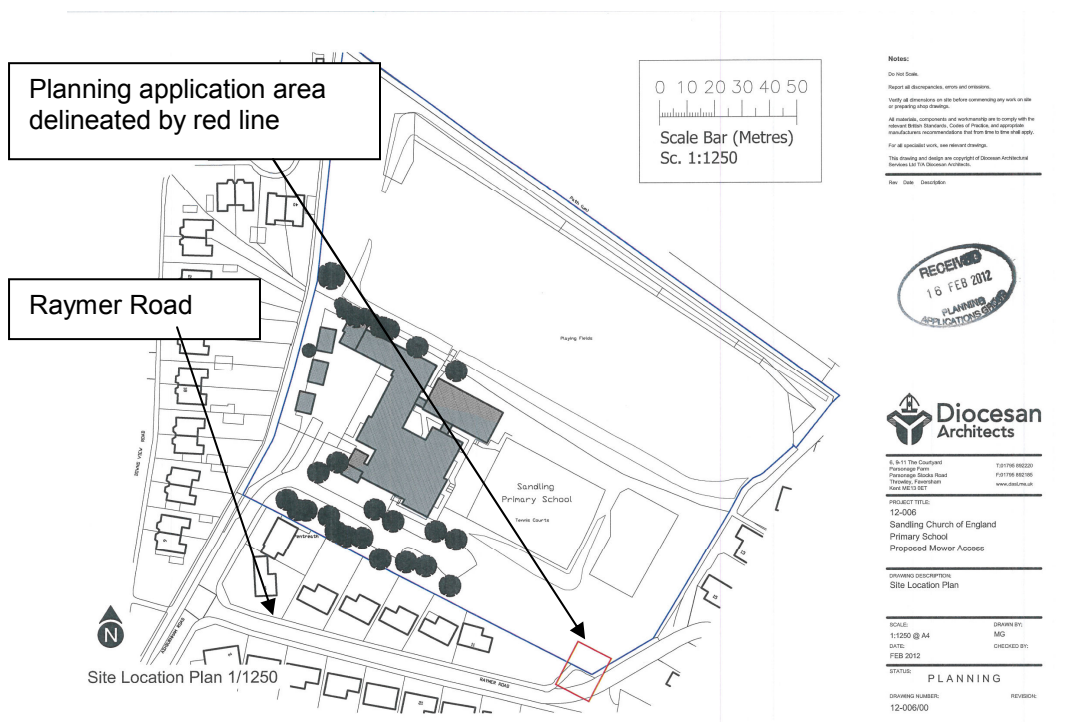 Planning application area
delineated by red line
Raymer Road
0 10 20 30 40 50
Scale Bar (Metres)
Sc. 1:1250
Playing Fields
Sandling
Primary School
Tennis Courts
Pentreath
RAYMER ROAD
N
Site Location Plan 1/1250
Notes:
Do Not Scale.
Report all discrepancies, errors and omissions.
Verify all dimensions on site before commencing any work on site
or preparing shop drawings.
All materials, components and workmanship are to comply with the
relevant British Standards, Codes of Practice, and appropriate
manufacturers recommendations that from time to time shall apply.
For all specialist work, see relevant drawings.
This drawing and design are copyright of Diocesan Architectural
Services Ltd T/A Diocesan Architects.
Rev Date Description
RECEIVED
16 FEB 2012
PLANNING
APPLICATIONS
Diocesan
Architects
6, 9-11 The Courtyard
Parsonage Farm
Parsonage Stocks Road
Throwley, Faversham
Kent ME13 0ET
T:01795 892220
F:01795 892185
PROJECT TITLE:
12-006
Sandling Church of England
Primary School
Proposed Mower Access
DRAWING DESCRIPTION:
Site Location Plan
SCALE:
1:1250 @ A4
DRAWN BY:
MG
DATE:
FEB 2012
CHECKED BY:
STATUS:
PLANNING
DRAWING NUMBER:
12-006/00
REVISION: